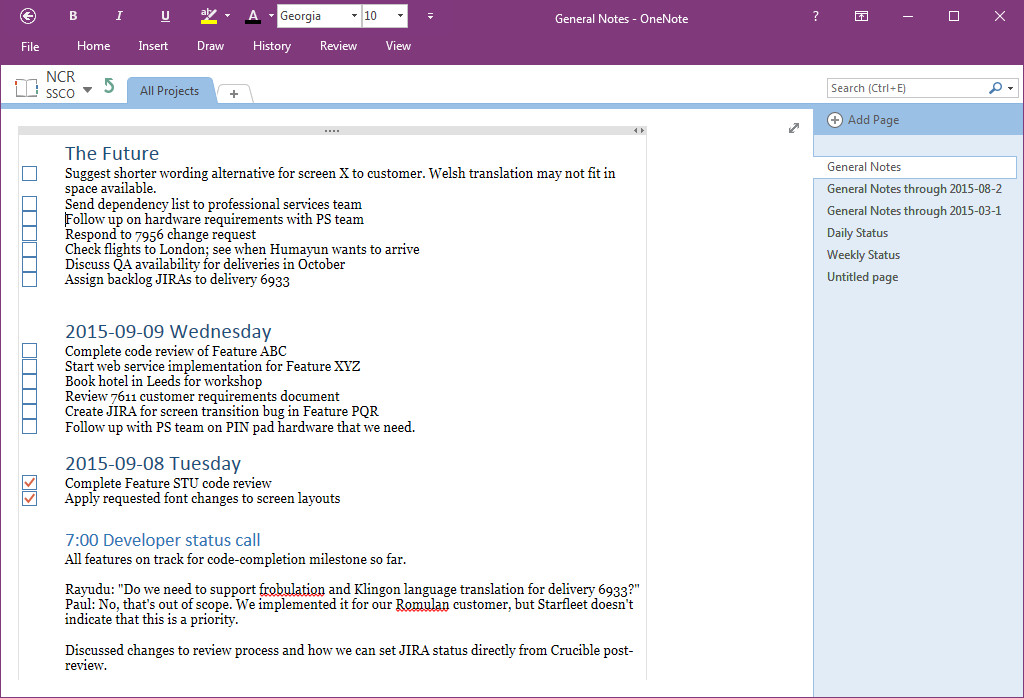 B I U ab A Georgia 10
General Notes - OneNote
?
File Home Insert Draw History Review View
NCR
SSCO
All Projects
+
Search (Ctrl+E)
Add Page
General Notes
General Notes through 2015-08-2
General Notes through 2015-03-1
Daily Status
Weekly Status
Untitled page
The Future
Suggest shorter wording alternative for screen X to customer. Welsh translation may not fit in
space available.
Send dependency list to professional services team
Follow up on hardware requirements with PS team
Respond to 7956 change request
Check flights to London; see when Humayun wants to arrive
Discuss QA availability for deliveries in October
Assign backlog JIRAs to delivery 6933
2015-09-09 Wednesday
Complete code review of Feature ABC
Start web service implementation for Feature XYZ
Book hotel in Leeds for workshop
Review 7611 customer requirements document
Create JIRA for screen transition bug in Feature PQR
Follow up with PS team on PIN pad hardware that we need.
2015-09-08 Tuesday
Complete Feature STU code review
Apply requested font changes to screen layouts
7:00 Developer status call
All features on track for code-completion milestone so far.
Rayudu: "Do we need to support frobulation and Klingon language translation for delivery 6933?"
Paul: No, that's out of scope. We implemented it for our Romulan customer, but Starfleet doesn't
indicate that this is a priority.
Discussed changes to review process and how we can set JIRA status directly from Crucible post-
review.